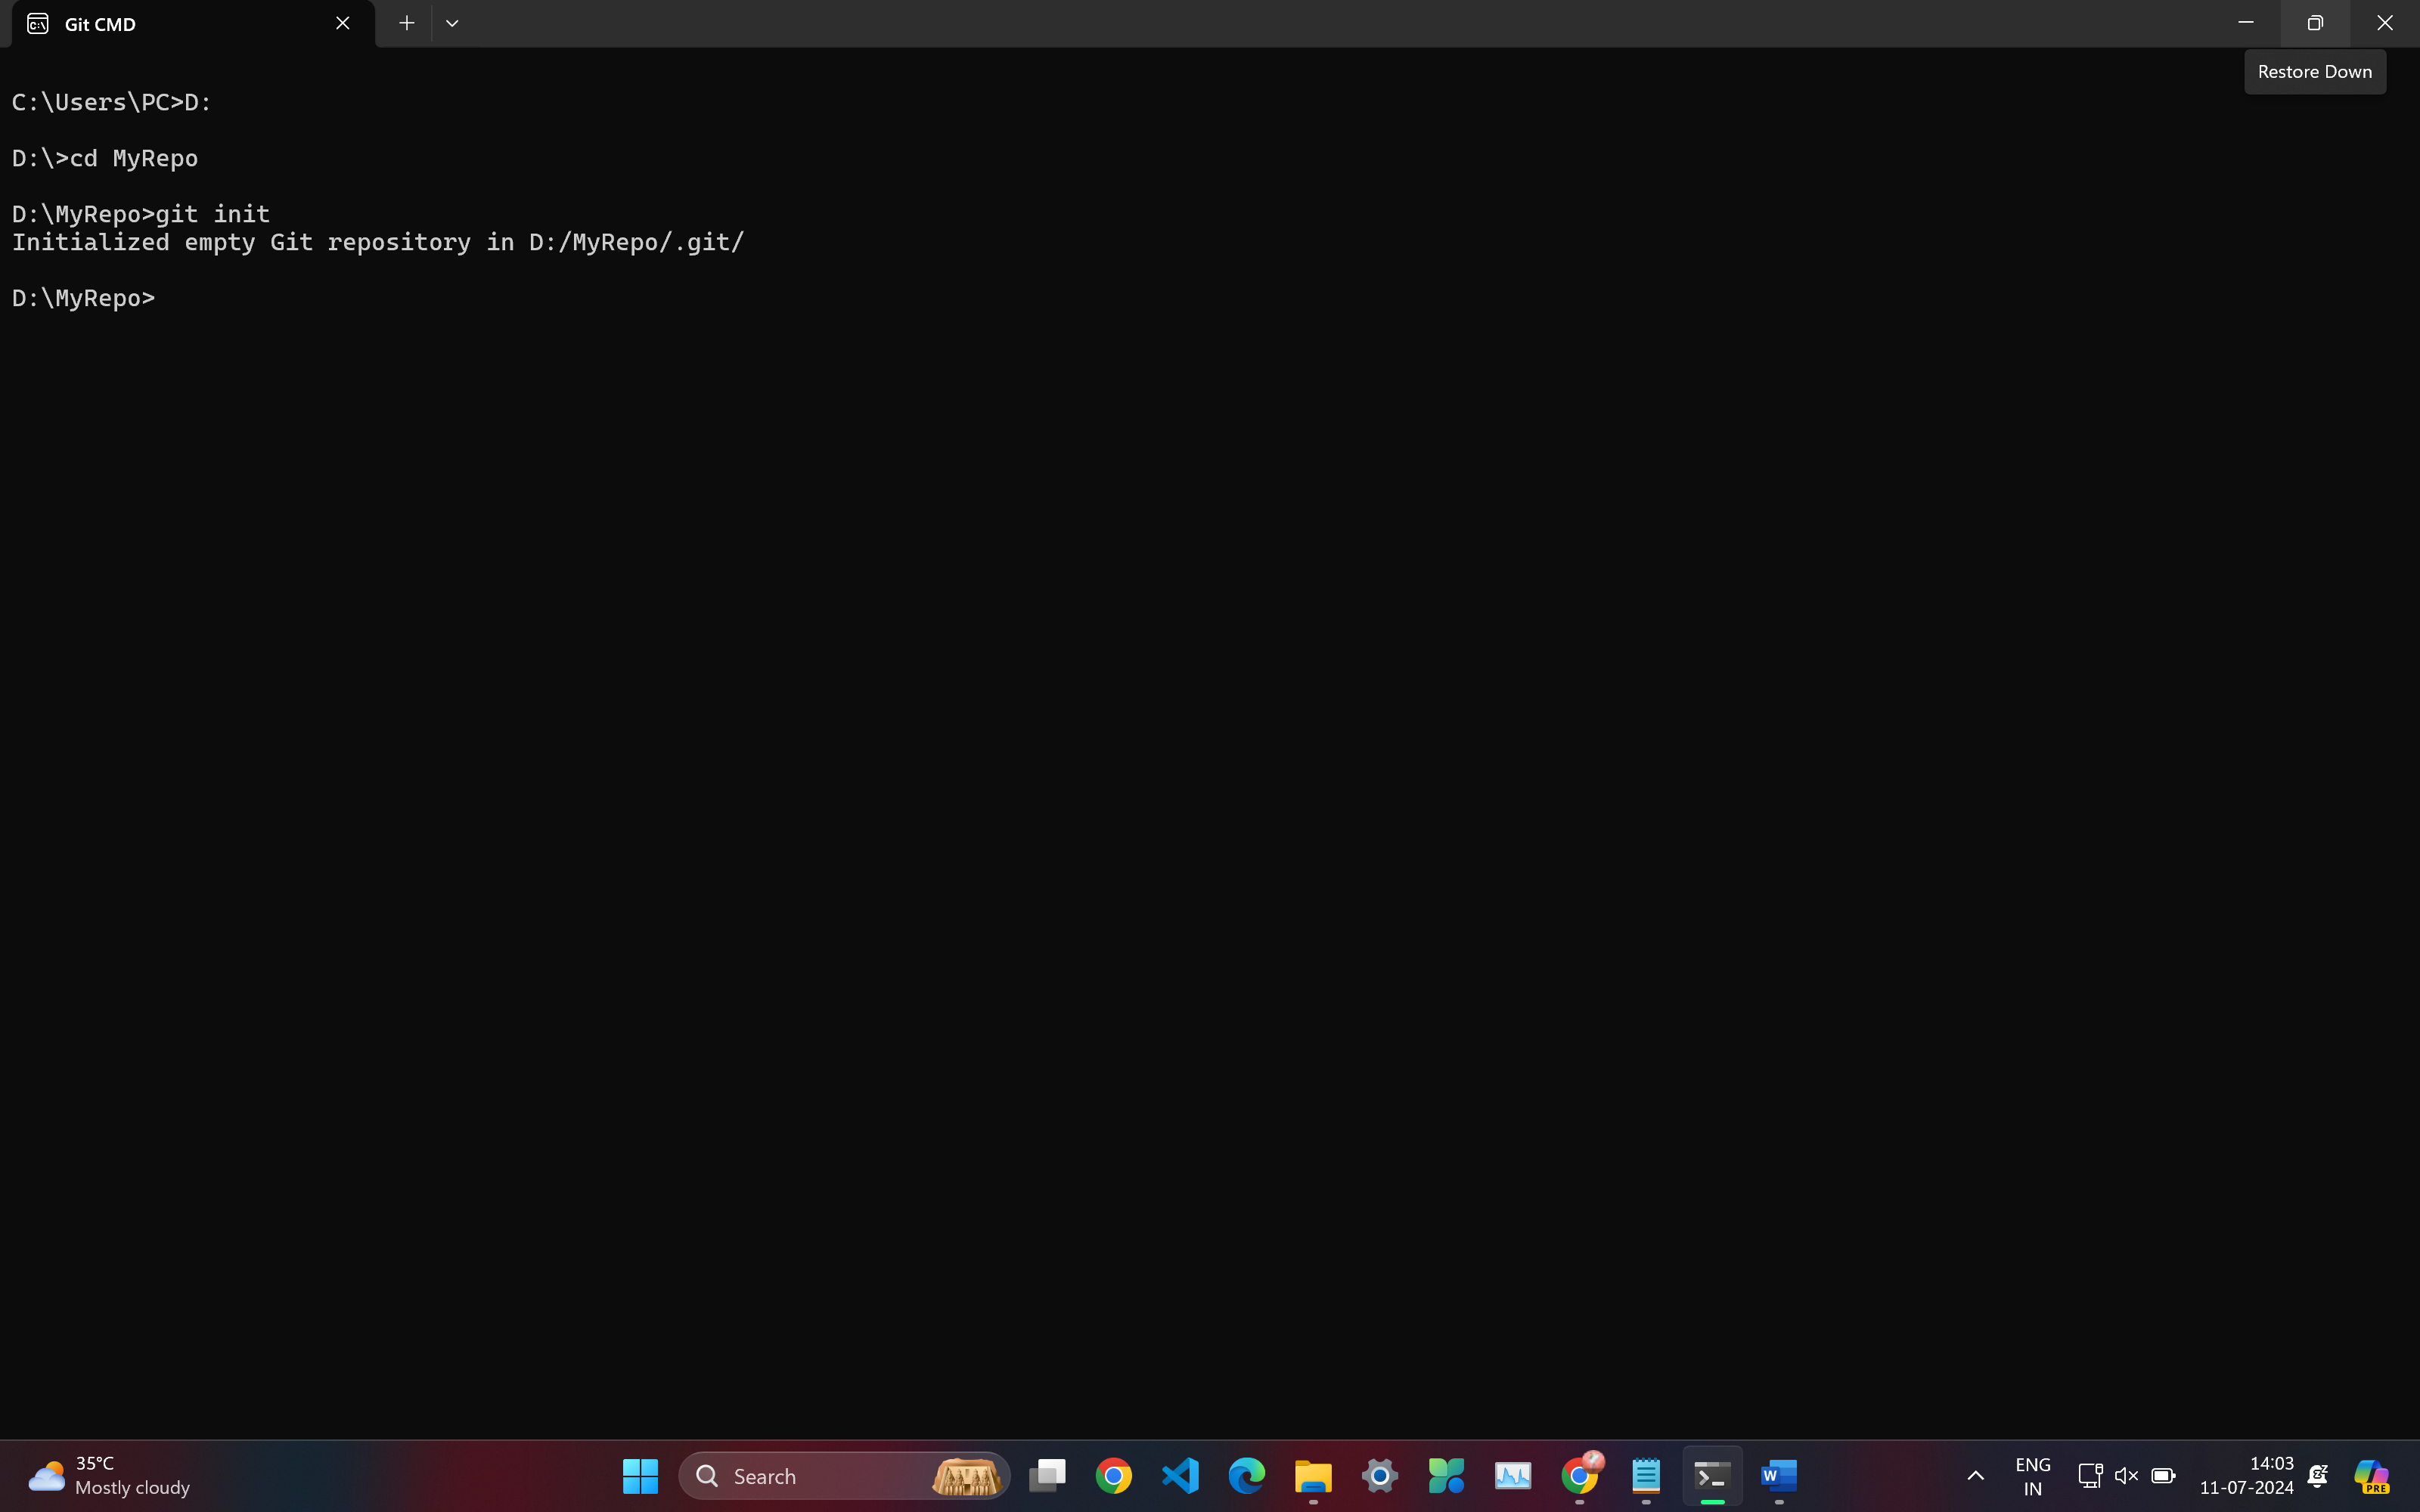 Git CMD
Restore Down
C:\Users\PC>D:
D:\>cd MyRepo
D:\MyRepo>git init
Initialized empty Git repository in D:/MyRepo/.git/
D:\MyRepo>
35°C
Mostly cloudy
Search
W
ENG
IN
14:03
11-07-2024
PRE